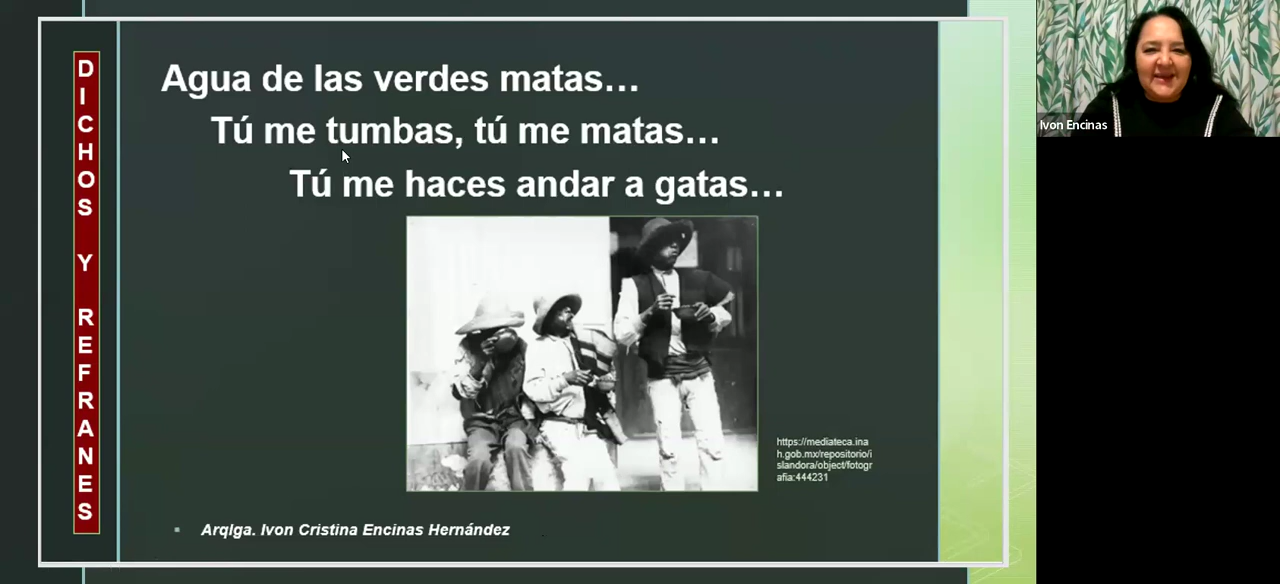 DICHOS Y REFRANES
Agua de las verdes matas…
Tú me tumbas, tú me matas…
Tú me haces andar a gatas…
https://mediateca.ina
h.gob.mx/repositorio/i
slandora/object/fotogr
afia:444231
Arqlga. Ivon Cristina Encinas Hernández
Ivon Encinas